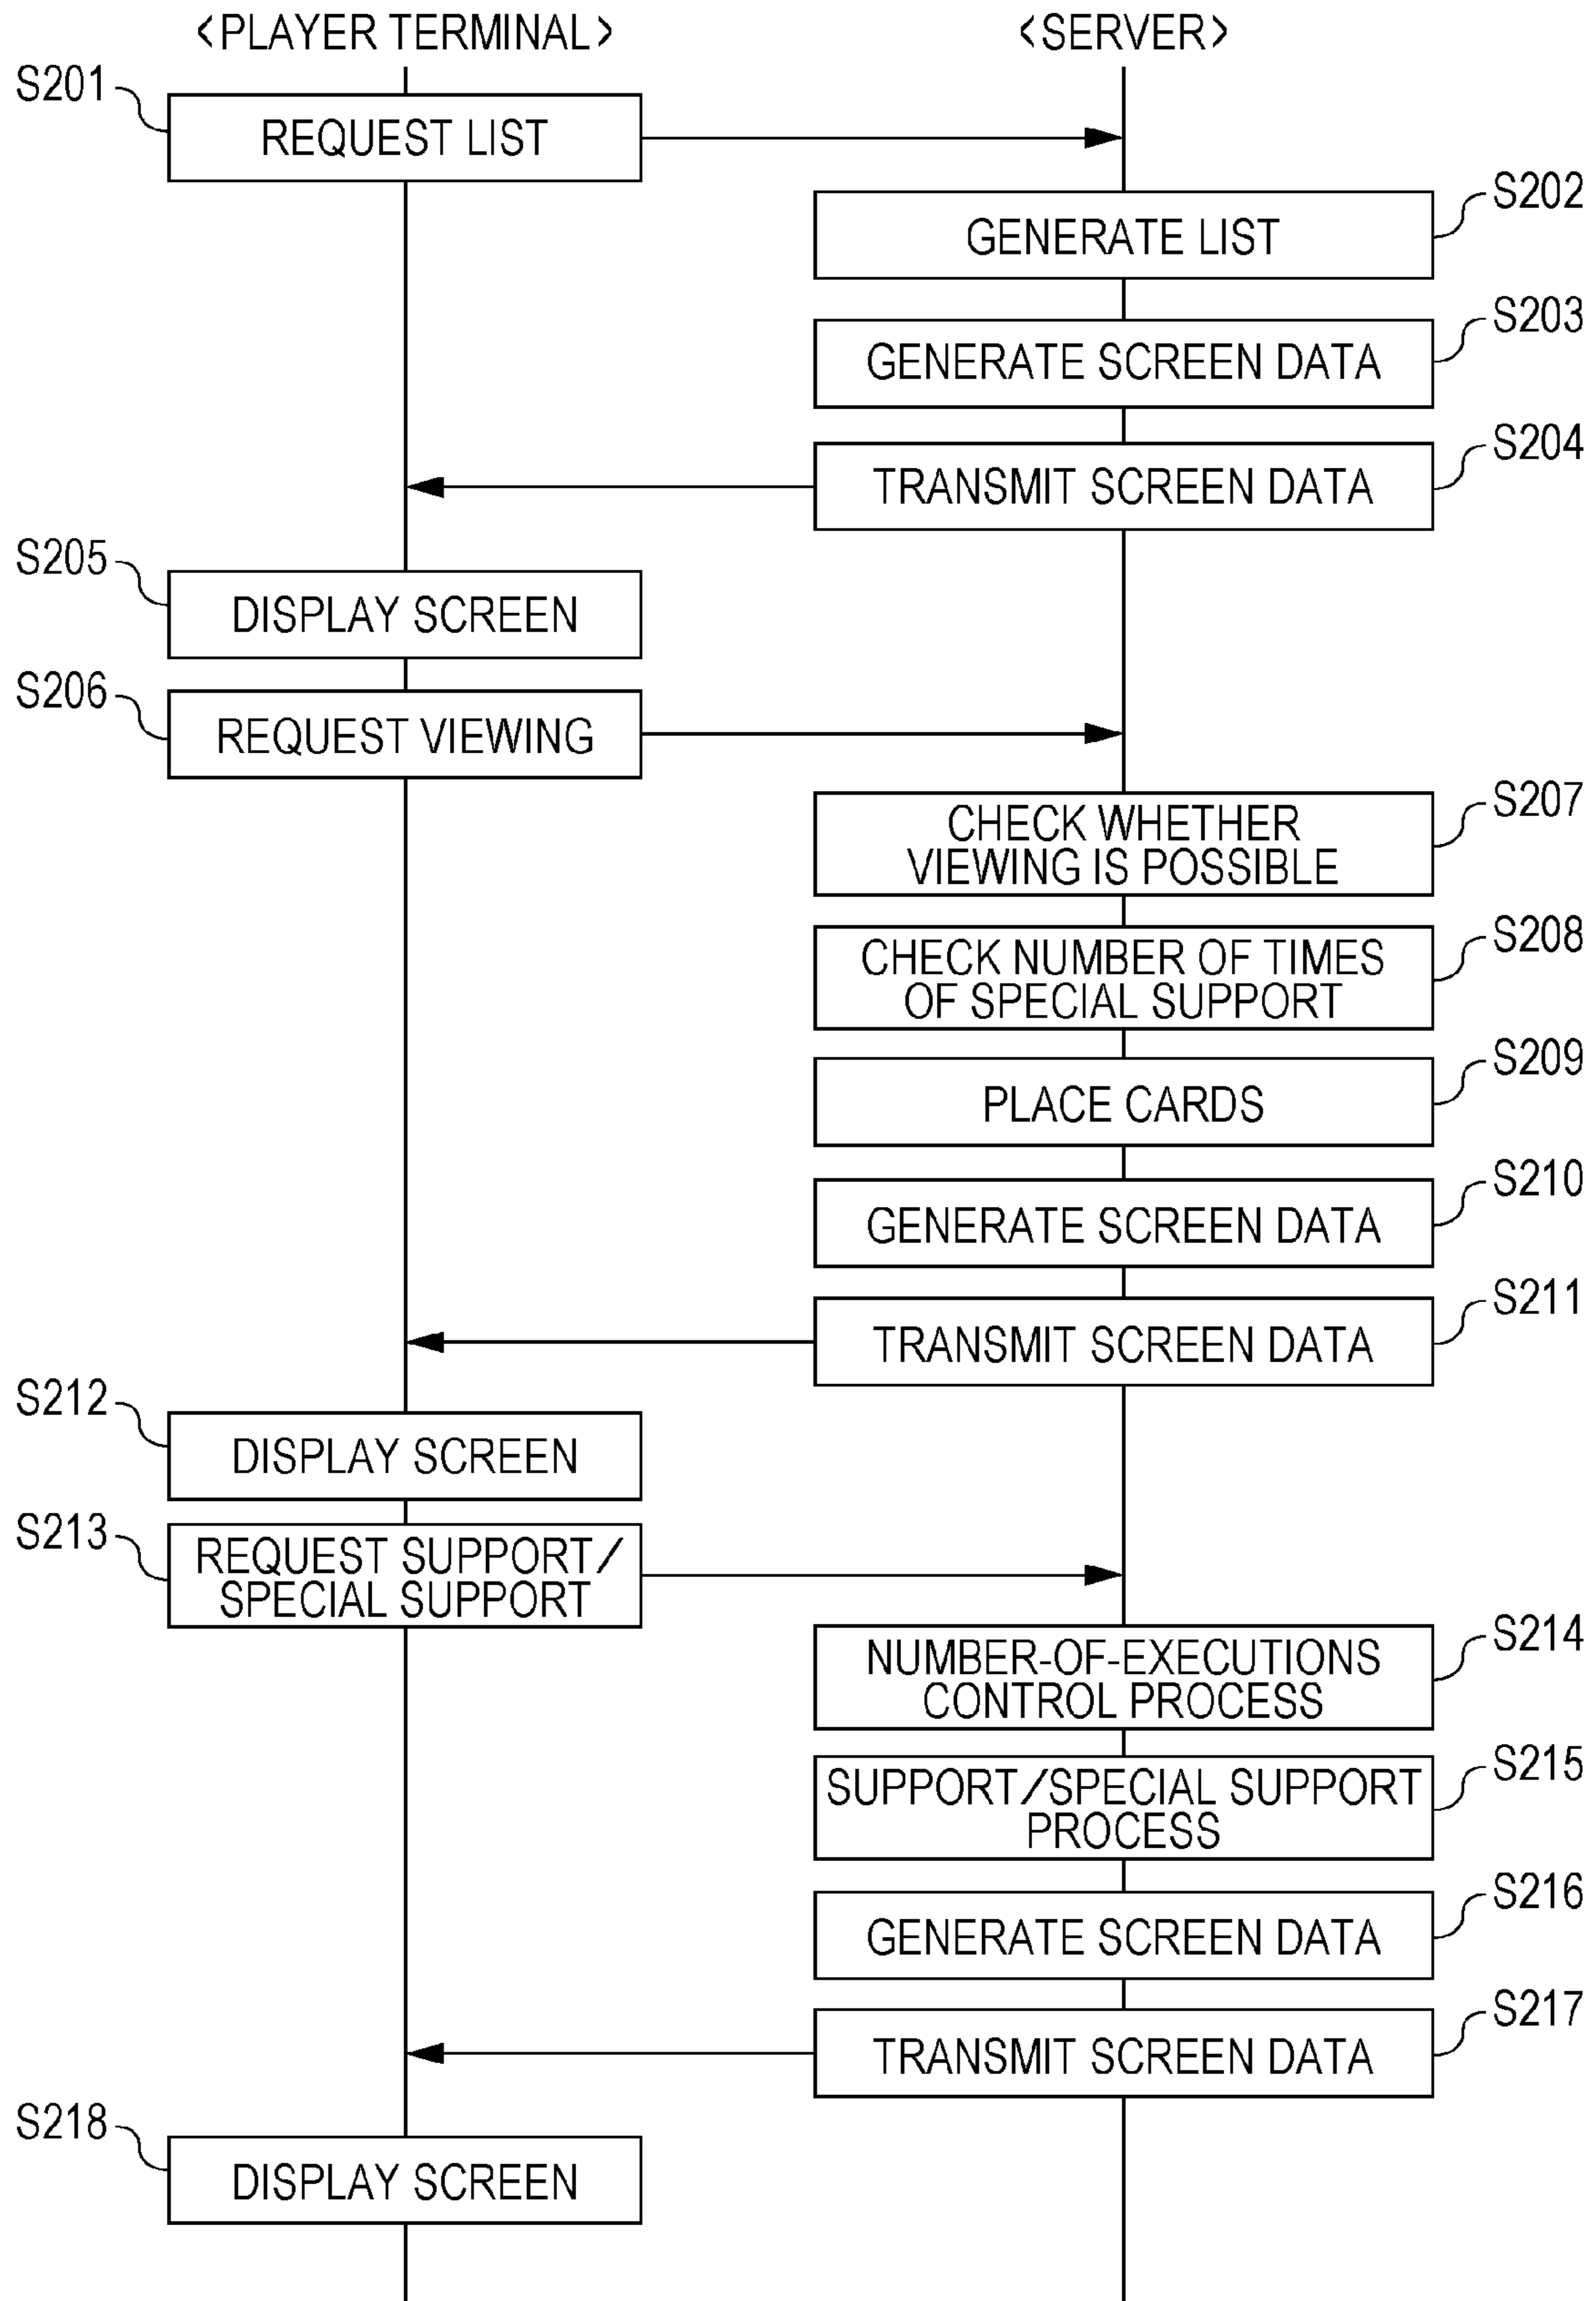 <PLAYER TERMINAL>
<SERVER>
S201
REQUEST LIST
S202
GENERATE LIST
S203
GENERATE SCREEN DATA
S204
TRANSMIT SCREEN DATA
S205
DISPLAY SCREEN
S206
REQUEST VIEWING
S207
CHECK WHETHER
VIEWING IS POSSIBLE
S208
CHECK NUMBER OF TIMES
OF SPECIAL SUPPORT
S209
PLACE CARDS
S210
GENERATE SCREEN DATA
S211
TRANSMIT SCREEN DATA
S212
DISPLAY SCREEN
S213
REQUEST SUPPORT/
SPECIAL SUPPORT
S214
NUMBER-OF-EXECUTIONS
CONTROL PROCESS
S215
SUPPORT/SPECIAL SUPPORT
PROCESS
S216
GENERATE SCREEN DATA
S217
TRANSMIT SCREEN DATA
S218
DISPLAY SCREEN